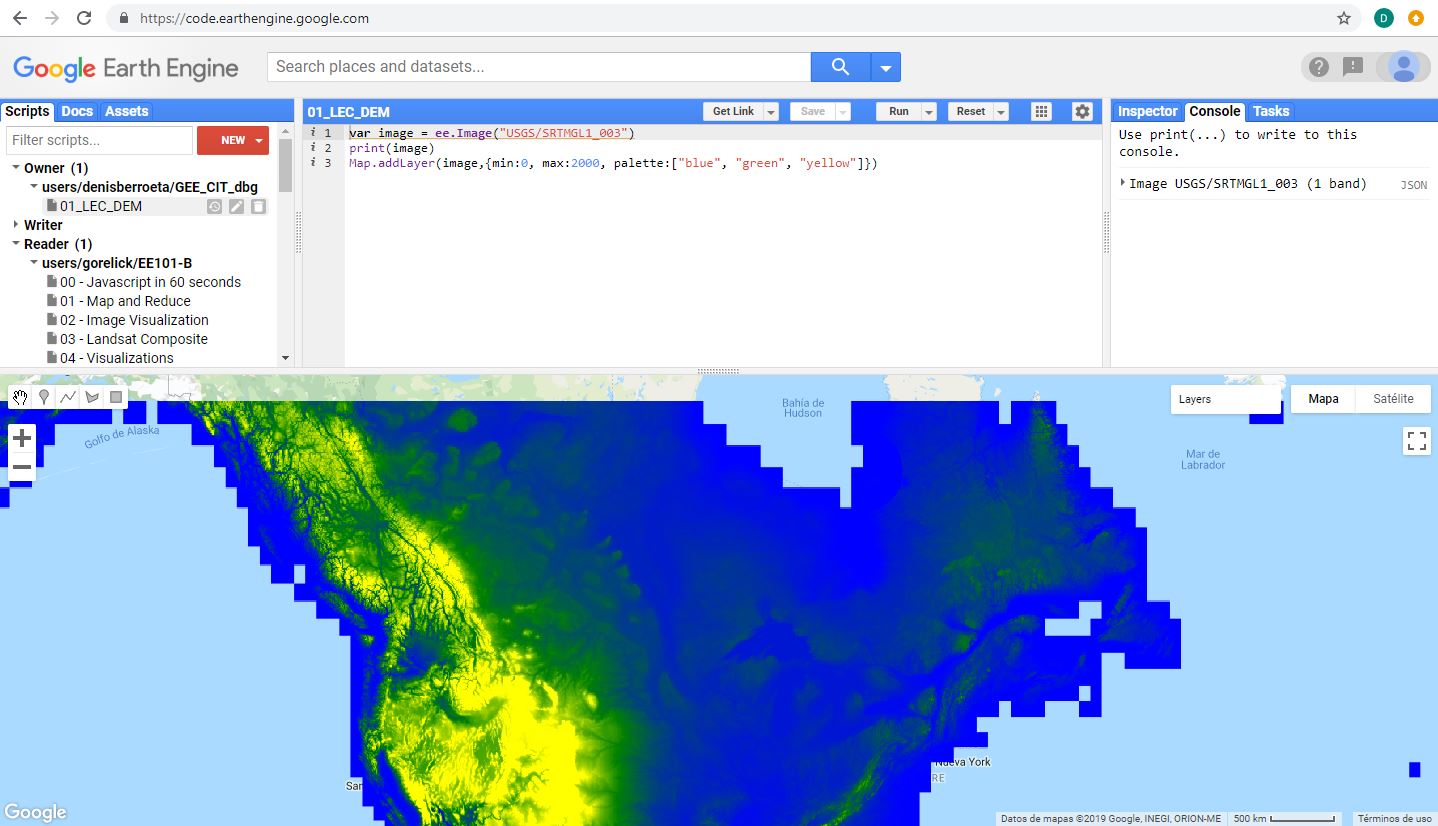 https://code.earthengine.google.com
D
Google Earth Engine
Search places and datasets...
Scripts Docs Assets
Filter scripts...
NEW
Owner (1)
users/denisberroeta/GEE_CIT_dbg
01_LEC_DEM
Writer
Reader (1)
users/gorelick/EE101-B
00 - Javascript in 60 seconds
01 - Map and Reduce
02 - Image Visualization
03 - Landsat Composite
04 - Visualizations
01_LEC_DEM
Get Link
Save
Run
Reset
i 1 var image = ee.Image("USGS/SRTMGL1_003")
i 2 print(image)
i 3 Map.addLayer(image,{min:0, max:2000, palette:["blue", "green", "yellow"]})
Inspector Console Tasks
Use print(...) to write to this
console.
Image USGS/SRTMGL1_003 (1 band) JSON
Layers
Mapa
Satélite
Golfo de Alaska
Bahía de
Hudson
Mar de
Labrador
San
Nueva York
RE
Google
Datos de mapas ©2019 Google, INEGI, ORION-ME
500 km
Términos de uso